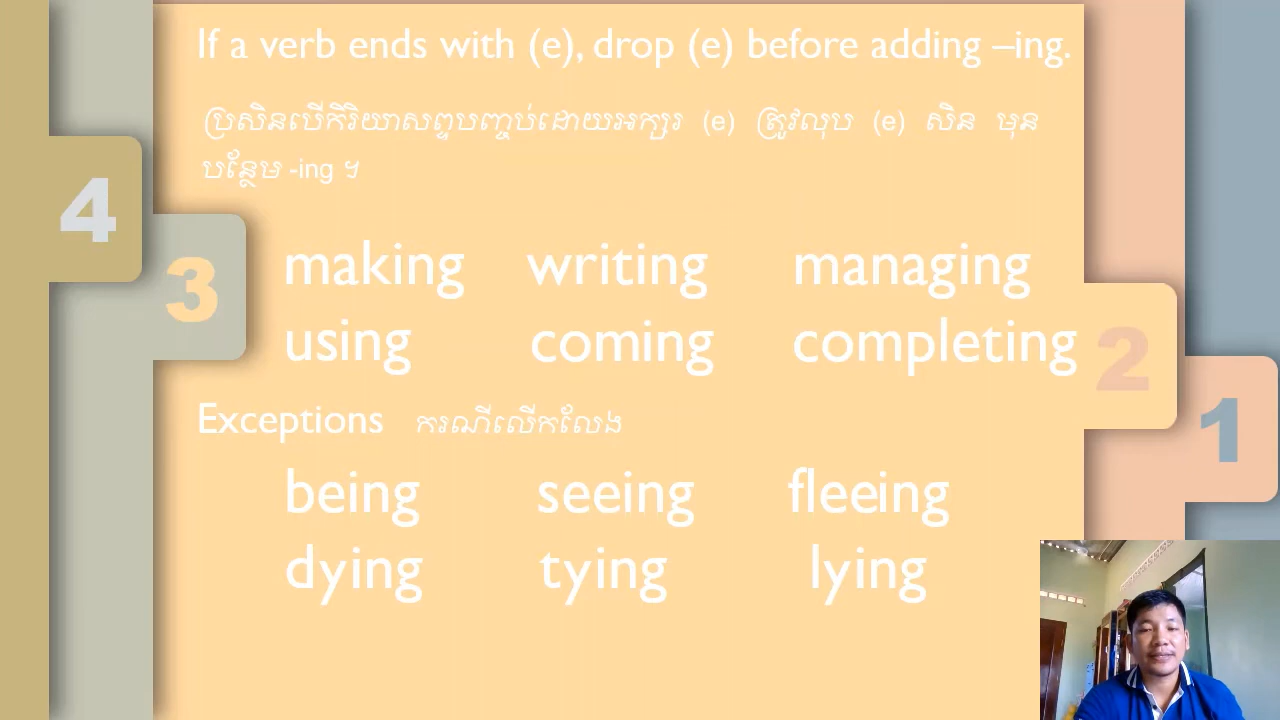 If a verb ends with (e), drop (e) before adding –ing.
ប្រសិនបើកិរិយាសព្ទបញ្ចប់ដោយអក្សរ (e) ត្រូវលុប (e) សិន មុន
បន្ថែម -ing ។
4
3
making writing managing
using coming completing
2
1
Exceptions ករណីលើកលែង
being seeing fleeing
dying tying lying